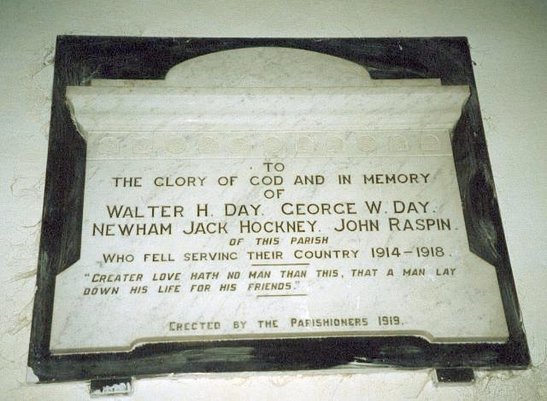 TO
THE GLORY OF GOD AND IN MEMORY
OF
WALTER H. DAY. GEORGE W. DAY.
NEWHAM JACK HOCKNEY. JOHN RASPIN.
OF THIS PARISH
WHO FELL SERVING THEIR COUNTRY 1914-1918.
"GREATER LOVE HATH NO MAN THAN THIS, THAT A MAN LAY
DOWN HIS LIFE FOR HIS FRIENDS."
ERECTED BY THE PARISHIONERS 1919.